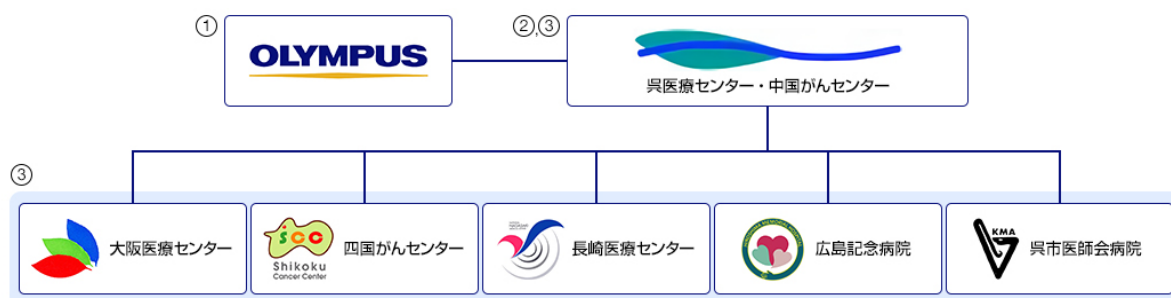 ①
OLYMPUS
②,③
呉医療センター・中国がんセンター
③
大阪医療センター
scc
Shikoku
Cancer Center
四国がんセンター
長崎医療センター
広島記念病院
KMA
呉市医師会病院